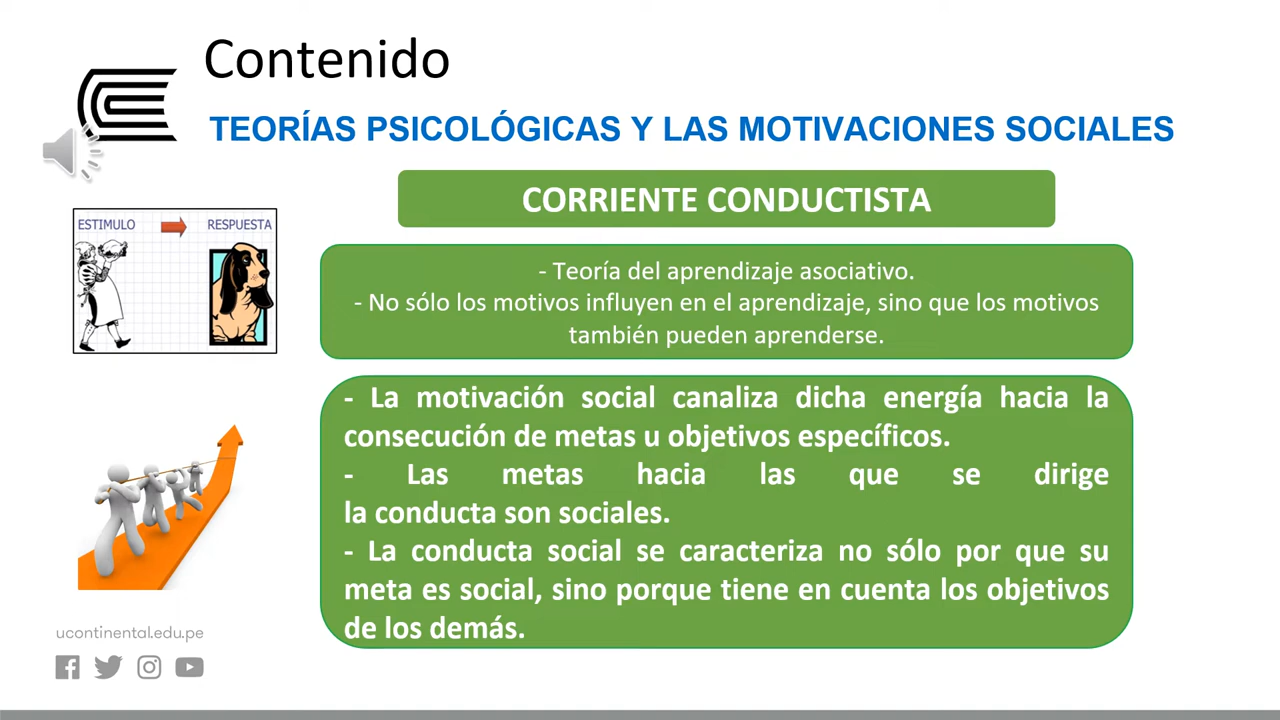 Contenido
TEORÍAS PSICOLÓGICAS Y LAS MOTIVACIONES SOCIALES
CORRIENTE CONDUCTISTA
ESTIMULO RESPUESTA
- Teoría del aprendizaje asociativo.
- No sólo los motivos influyen en el aprendizaje, sino que los motivos
también pueden aprenderse.
- La motivación social canaliza dicha energía hacia la
consecución de metas u objetivos específicos.
- Las metas hacia las que se dirige
la conducta son sociales.
- La conducta social se caracteriza no sólo por que su
meta es social, sino porque tiene en cuenta los objetivos
de los demás.
ucontinental.edu.pe